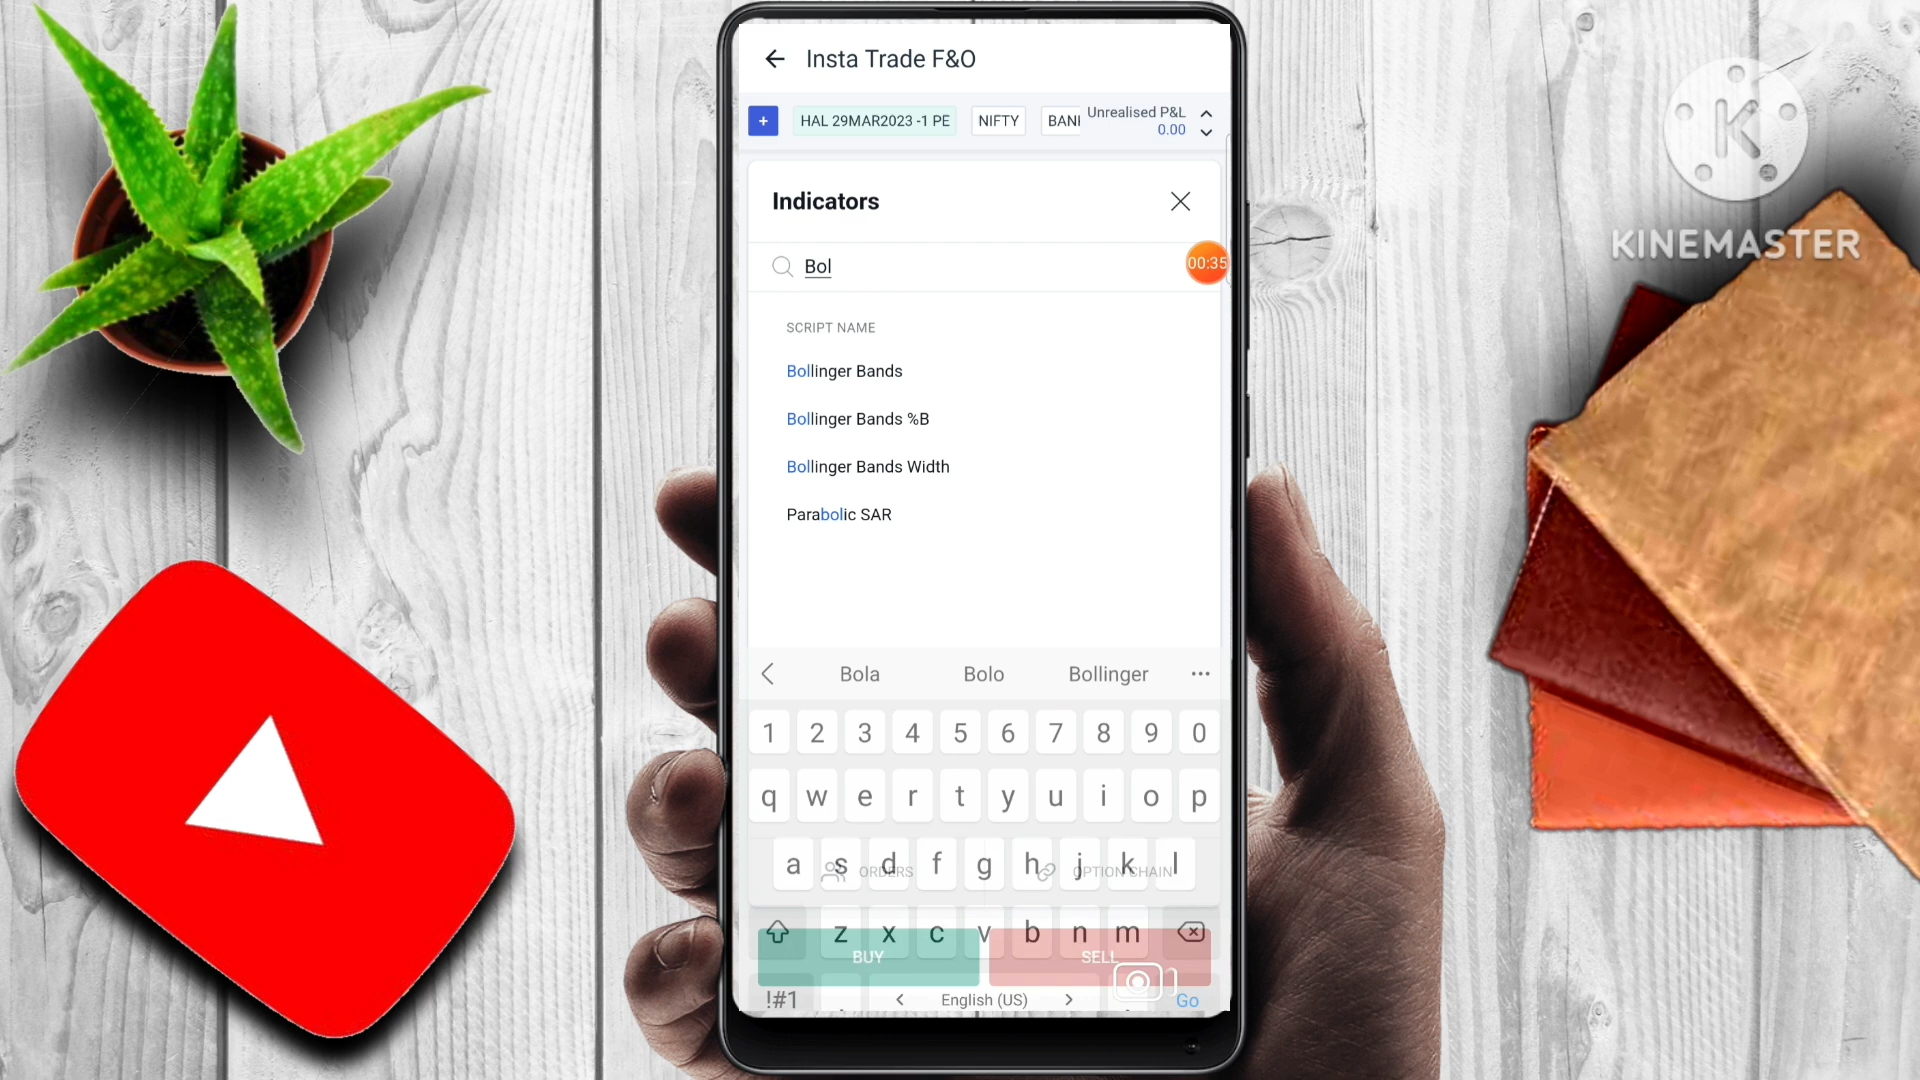 Insta Trade F&O
+ HAL 29MAR2023 -1 PE NIFTY BANI Unrealised P&L
0.00
Indicators
Bol
00:35
SCRIPT NAME
Bollinger Bands
Bollinger Bands %B
Bollinger Bands Width
Parabolic SAR
Bola Bolo Bollinger ...
1 2 3 4 5 6 7 8 9 0
q w e r t y u i o p
a s d f g h j k l
ORDERS OPTION CHAIN
z x c v b n m
BUY SELL
!#1 , < English (US) > . Go
K
KINEMASTER